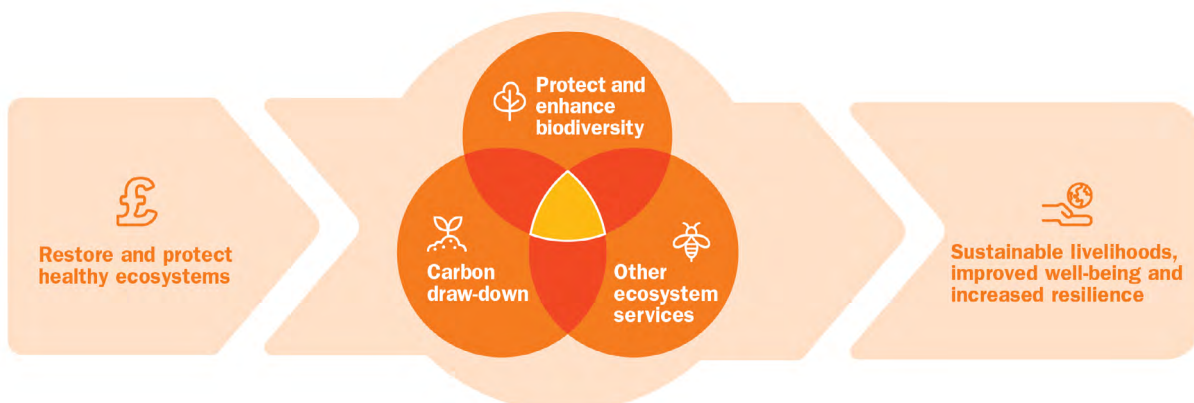 Restore and protect
healthy ecosystems
Protect and
enhance
biodiversity
Carbon
draw-down
Other
ecosystem
services
Sustainable livelihoods,
improved well-being and
increased resilience